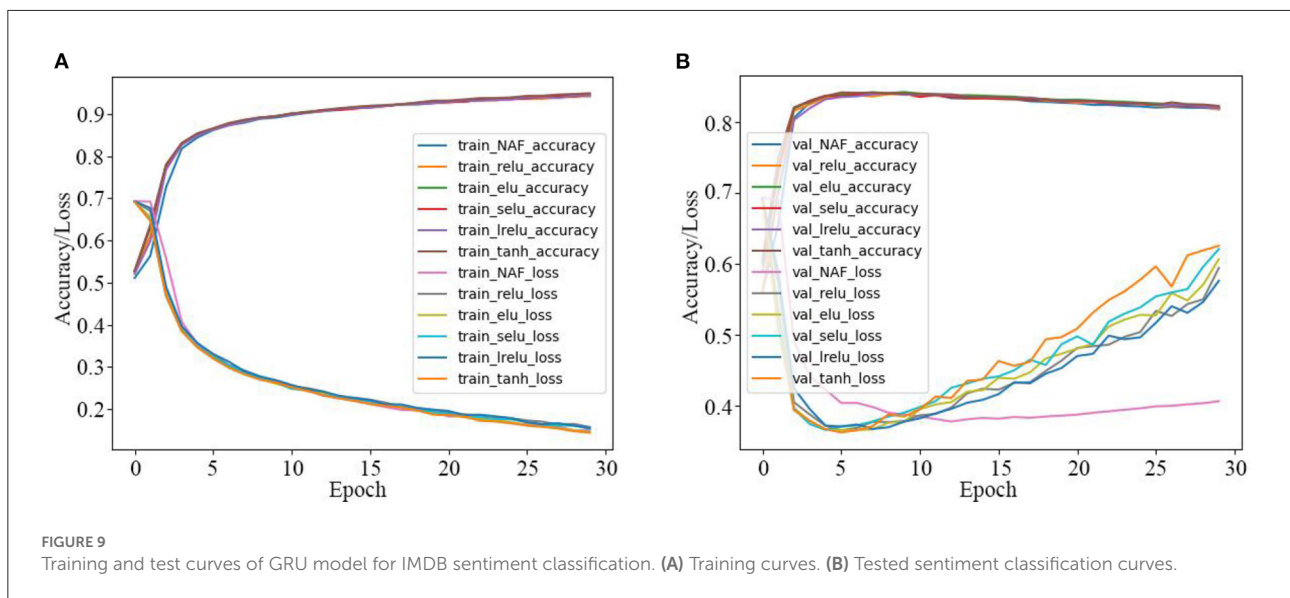 A
Accuracy/Loss
0.9
0.8
0.7
0.6
0.5
0.4
0.3
0.2
train_NAF_accuracy
train_relu_accuracy
train_elu_accuracy
train_selu_accuracy
train_lrelu_accuracy
train_tanh_accuracy
train_NAF_loss
train_relu_loss
train_elu_loss
train_selu_loss
train_lrelu_loss
train_tanh_loss
0 5 10 15 20 25 30
Epoch
B
Accuracy/Loss
0.8
0.7
0.6
0.5
0.4
val_NAF_accuracy
val_relu_accuracy
val_elu_accuracy
val_selu_accuracy
val_lrelu_accuracy
val_tanh_accuracy
val_NAF_loss
val_relu_loss
val_elu_loss
val_selu_loss
val_lrelu_loss
val_tanh_loss
0 5 10 15 20 25 30
Epoch
FIGURE 9
Training and test curves of GRU model for IMDB sentiment classification. (A) Training curves. (B) Tested sentiment classification curves.